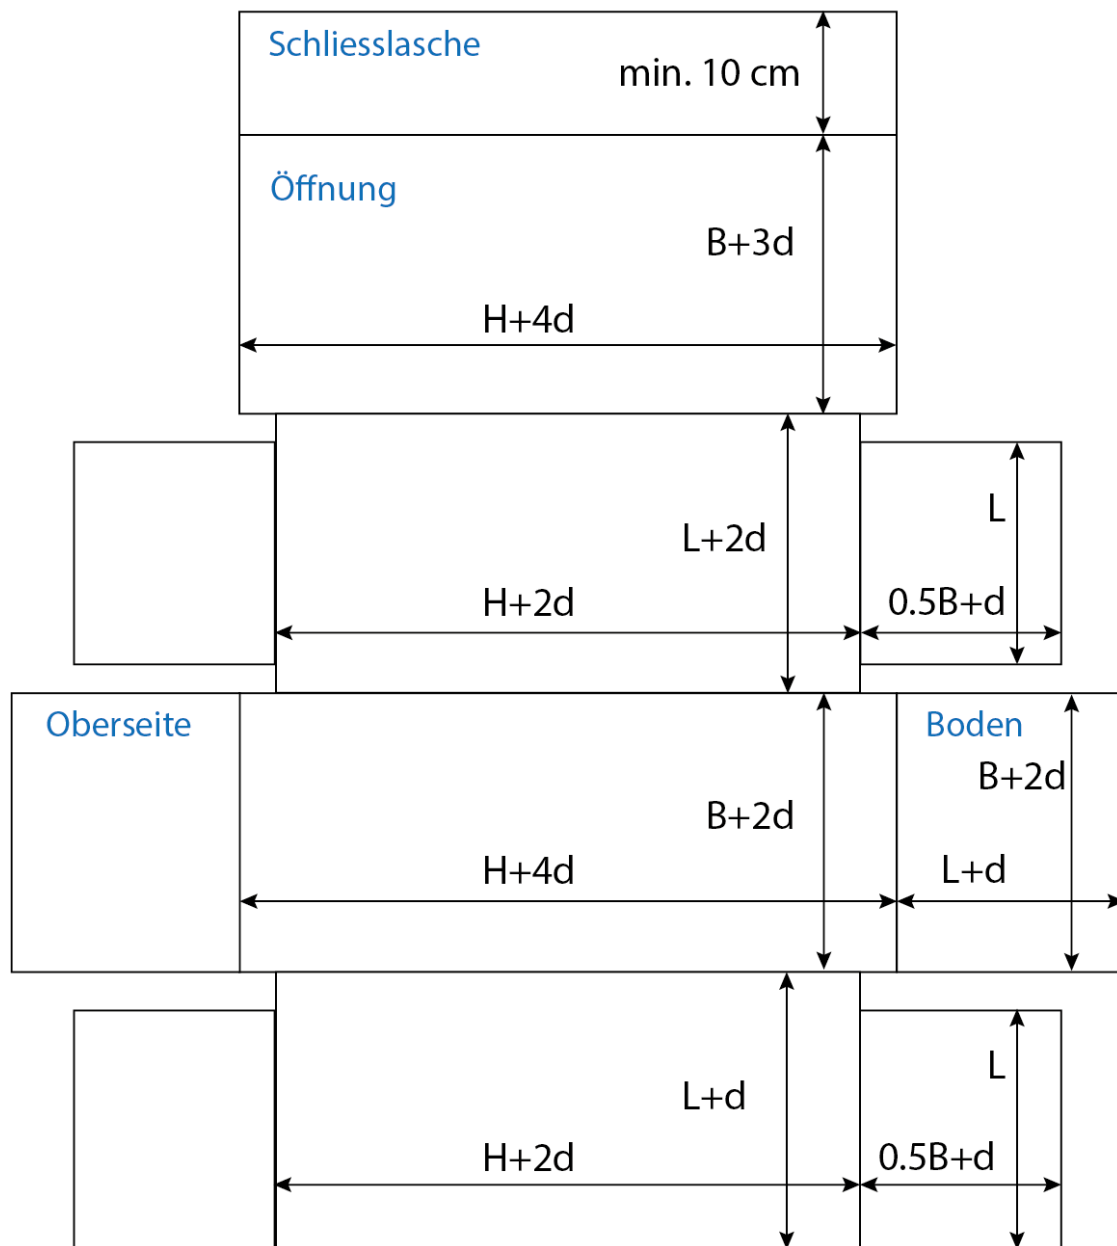 Schliesslasche
min. 10 cm
Öffnung
B+3d
H+4d
L
L+2d
H+2d
0.5B+d
Oberseite
Boden
B+2d
B+2d
H+4d
L+d
L
L+d
H+2d
0.5B+d